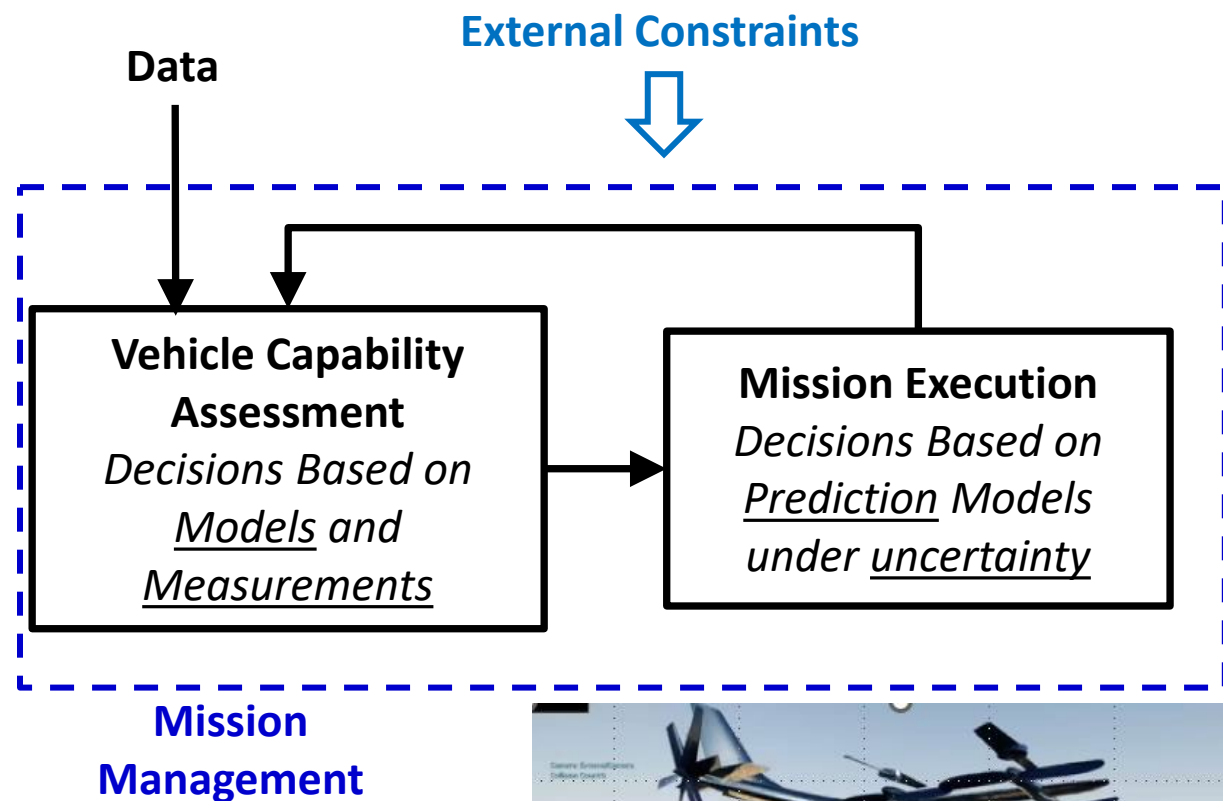 External Constraints
Data
Vehicle Capability
Assessment
Decisions Based on
Models and
Measurements
Mission Execution
Decisions Based on
Prediction Models
under uncertainty
Mission
Management